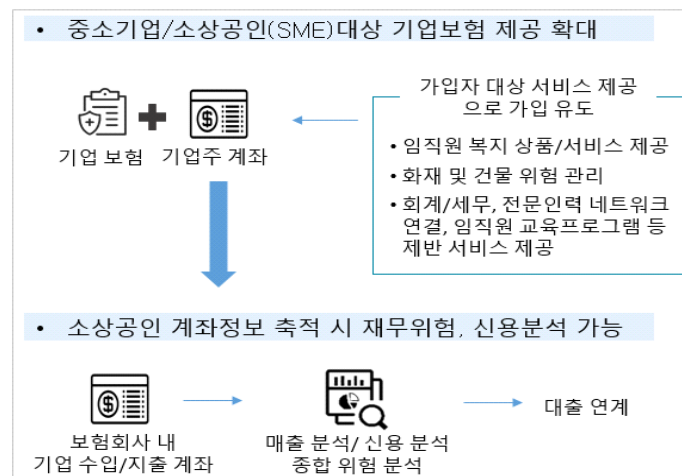 • 중소기업/소상공인(SME)대상 기업보험 제공 확대
가입자 대상 서비스 제공
으로 가입 유도
기업 보험 기업주 계좌
• 임직원 복지 상품/서비스 제공
• 화재 및 건물 위험 관리
• 회계/세무, 전문인력 네트워크
연결, 임직원 교육프로그램 등
제반 서비스 제공
• 소상공인 계좌정보 축적 시 재무위험, 신용분석 가능
보험회사 내
기업 수입/지출 계좌
매출 분석/ 신용 분석
종합 위험 분석
대출 연계